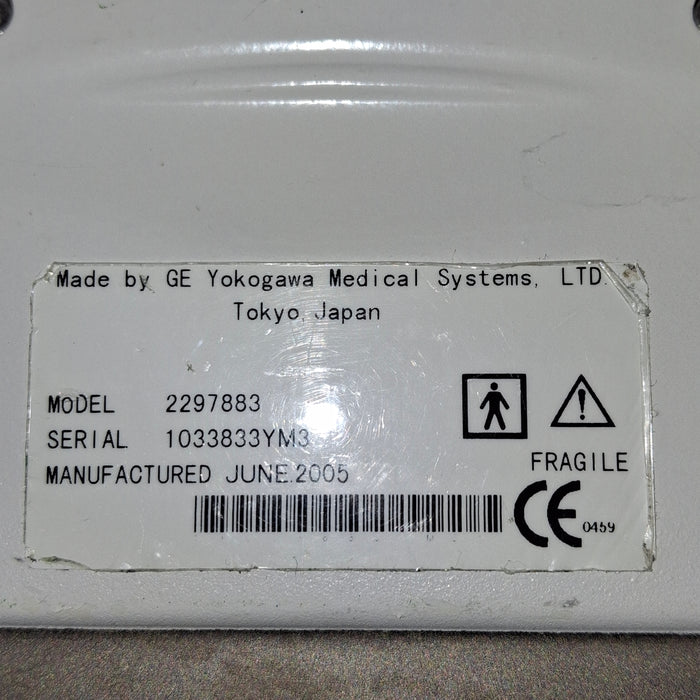 Made by GE Yokogawa Medical Systems, LTD.
Tokyo, Japan
MODEL 2297883
SERIAL 1033833YM3
MANUFACTURED JUNE.2005
FRAGILE
CE 0459